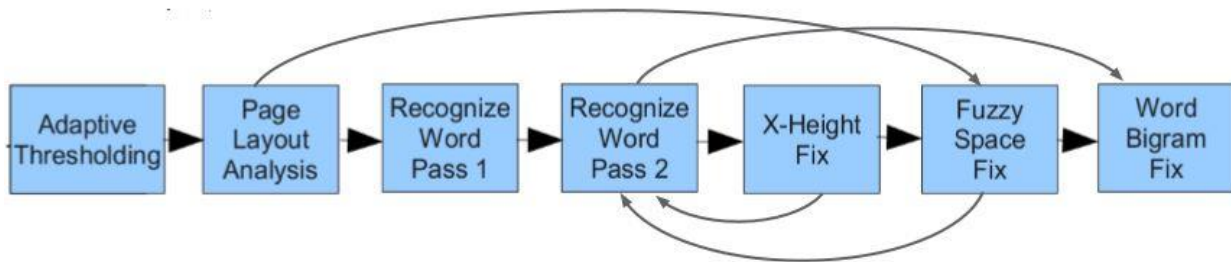 Adaptive
Thresholding
Page
Layout
Analysis
Recognize
Word
Pass 1
Recognize
Word
Pass 2
X-Height
Fix
Fuzzy
Space
Fix
Word
Bigram
Fix